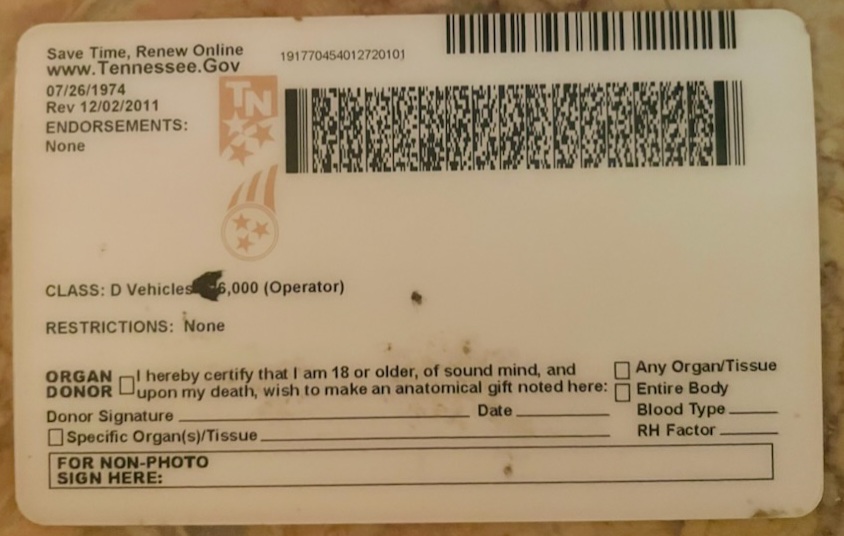 Save Time, Renew Online
www.Tennessee.Gov
191770454012720101
07/26/1974
Rev 12/02/2011
ENDORSEMENTS:
None
TN
CLASS: D Vehicles 6,000 (Operator)
RESTRICTIONS: None
ORGAN DONOR
I hereby certify that I am 18 or older, of sound mind, and
upon my death, wish to make an anatomical gift noted here:
Any Organ/Tissue
Entire Body
Donor Signature
Date
Blood Type
Specific Organ(s)/Tissue
RH Factor
FOR NON-PHOTO
SIGN HERE: